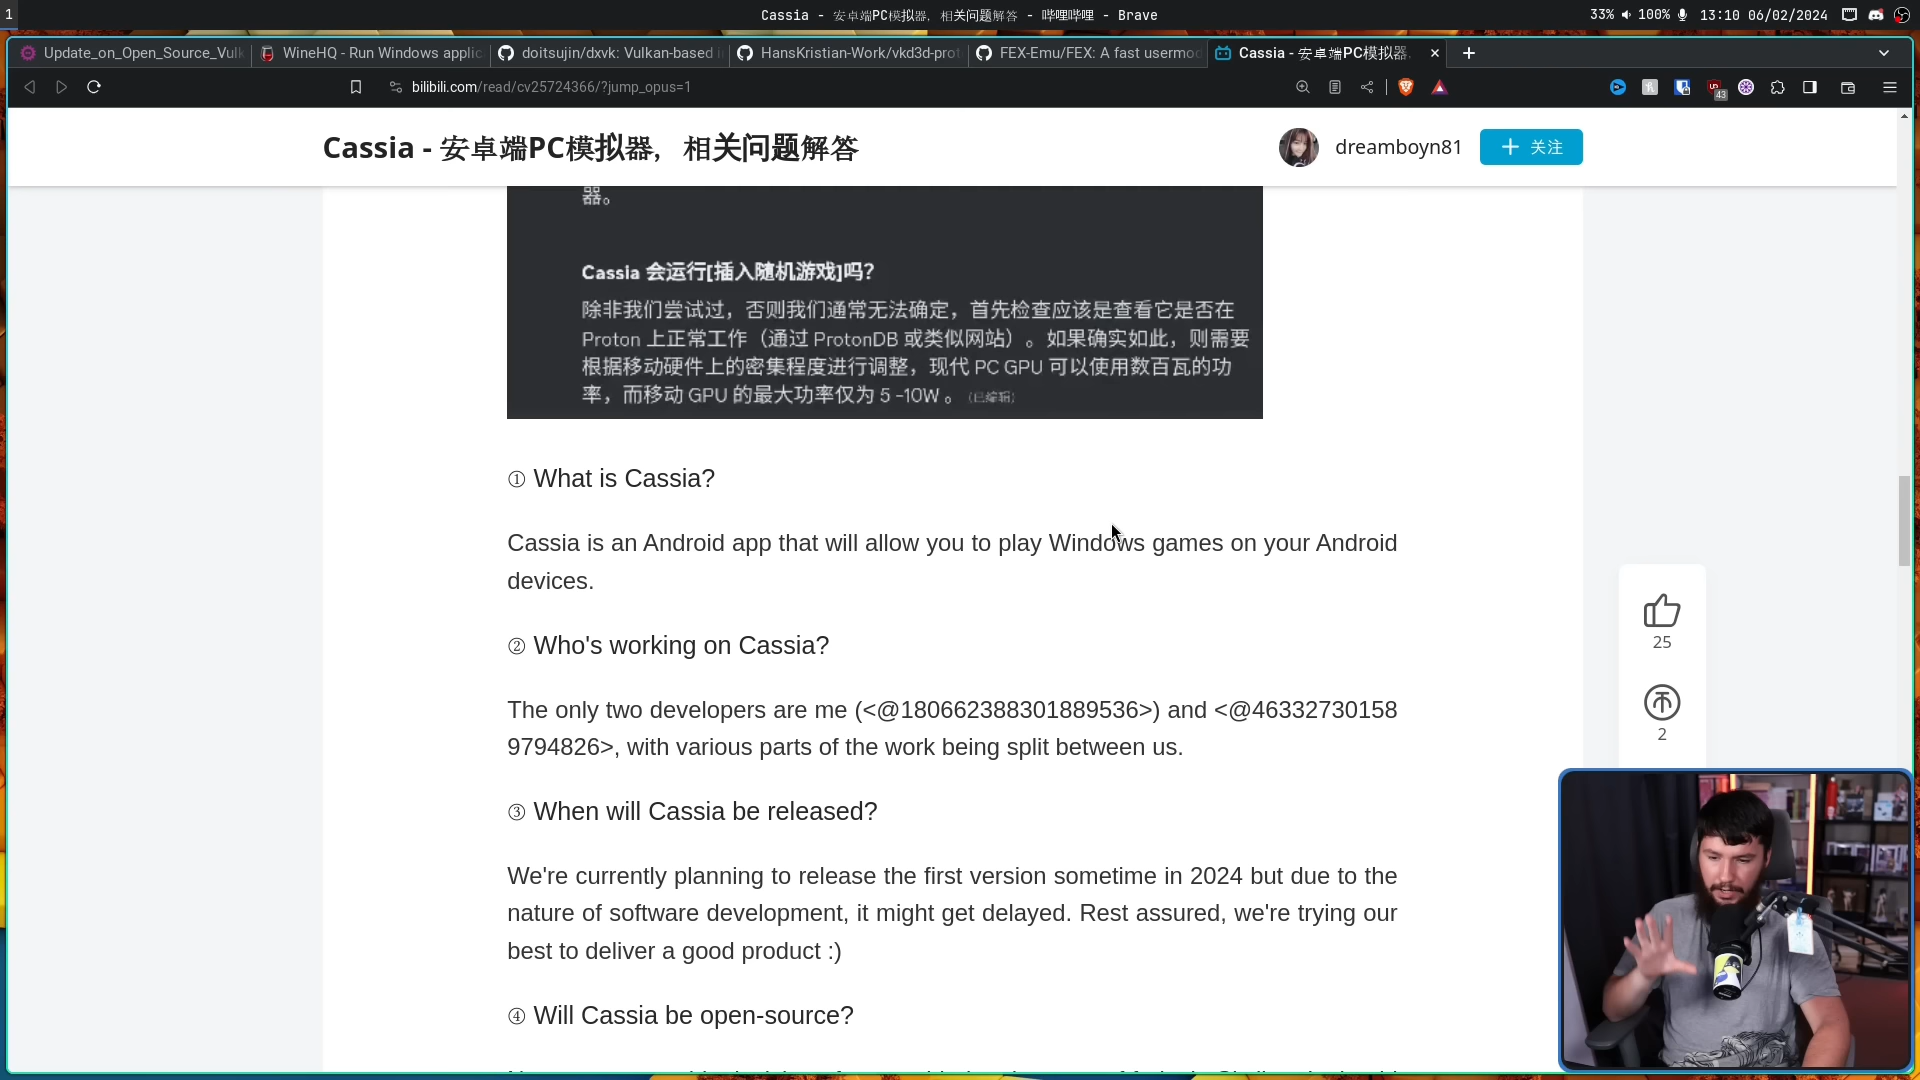 1
Cassia - 安卓端PC模拟器，相关问题解答 - 哔哩哔哩 - Brave
33% 100% 13:10 06/02/2024
Update_on_Open_Source_Vulk
WineHQ - Run Windows applic
doitsujin/dxvk: Vulkan-based i
HansKristian-Work/vkd3d-prot
FEX-Emu/FEX: A fast usermod
Cassia - 安卓端PC模拟器,
bilibili.com/read/cv25724366/?jump_opus=1
43
Cassia - 安卓端PC模拟器，相关问题解答
dreamboyn81
关注
器。
Cassia 会运行[插入随机游戏]吗？
除非我们尝试过，否则我们通常无法确定，首先检查应该是查看它是否在
Proton 上正常工作（通过 ProtonDB 或类似网站）。如果确实如此，则需要
根据移动硬件上的密集程度进行调整，现代 PC GPU 可以使用数百瓦的功
率，而移动 GPU 的最大功率仅为 5 -10W 。 (已编辑)
① What is Cassia?
Cassia is an Android app that will allow you to play Windows games on your Android
devices.
② Who's working on Cassia?
The only two developers are me (<@180662388301889536>) and <@46332730158
9794826>, with various parts of the work being split between us.
③ When will Cassia be released?
We're currently planning to release the first version sometime in 2024 but due to the
nature of software development, it might get delayed. Rest assured, we're trying our
best to deliver a good product :)
④ Will Cassia be open-source?
25
2